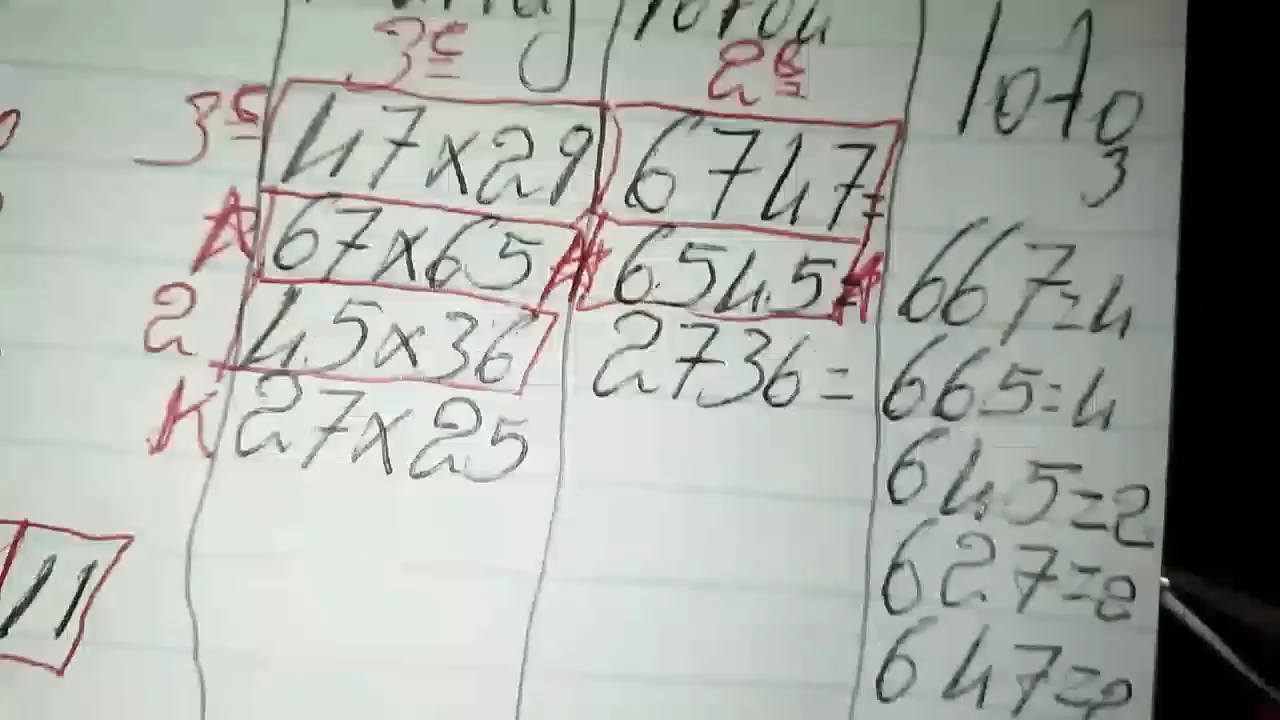 3e 2e
loto
3e 47x29 6747=
3
A 67x65 A 6545= A
667=4
2 45x36 2736=
665=4
K 27x25
645=2
627=2
11
647=2